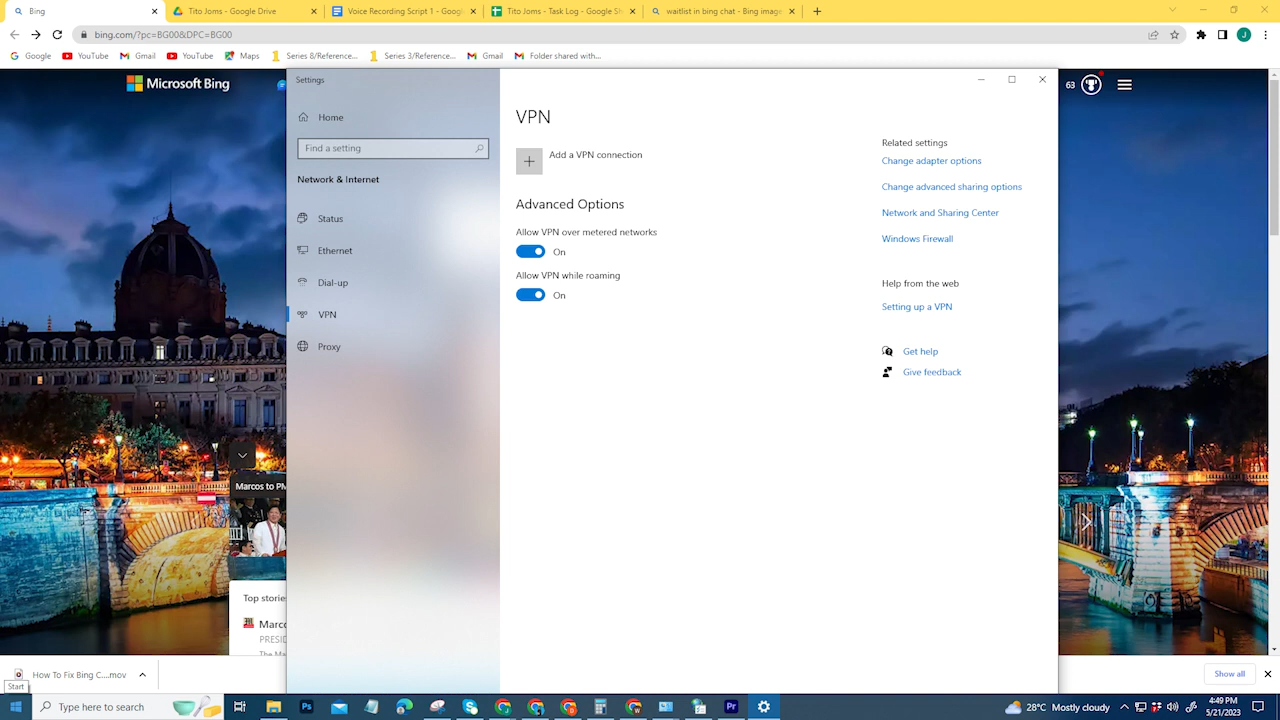 Bing
Tito Joms - Google Drive
Voice Recording Script 1 - Googl
Tito Joms - Task Log - Google Sh
waitlist in bing chat - Bing image
bing.com/?pc=BG00&DPC=BG00
J
Google
YouTube
Gmail
YouTube
Maps
Series 8/Reference...
Series 3/Reference...
Gmail
Folder shared with...
Microsoft Bing
63
Settings
Home
Find a setting
Network & Internet
Status
Ethernet
Dial-up
VPN
Proxy
VPN
Add a VPN connection
Advanced Options
Allow VPN over metered networks
On
Allow VPN while roaming
On
Related settings
Change adapter options
Change advanced sharing options
Network and Sharing Center
Windows Firewall
Help from the web
Setting up a VPN
Get help
Give feedback
Marcos to PM
Top storie
Marco
PRESID
The Ma
How To Fix Bing C....mov
Show all
Start
Type here to search
Ps
Pr
28°C Mostly cloudy
4:49 PM
5/21/2023